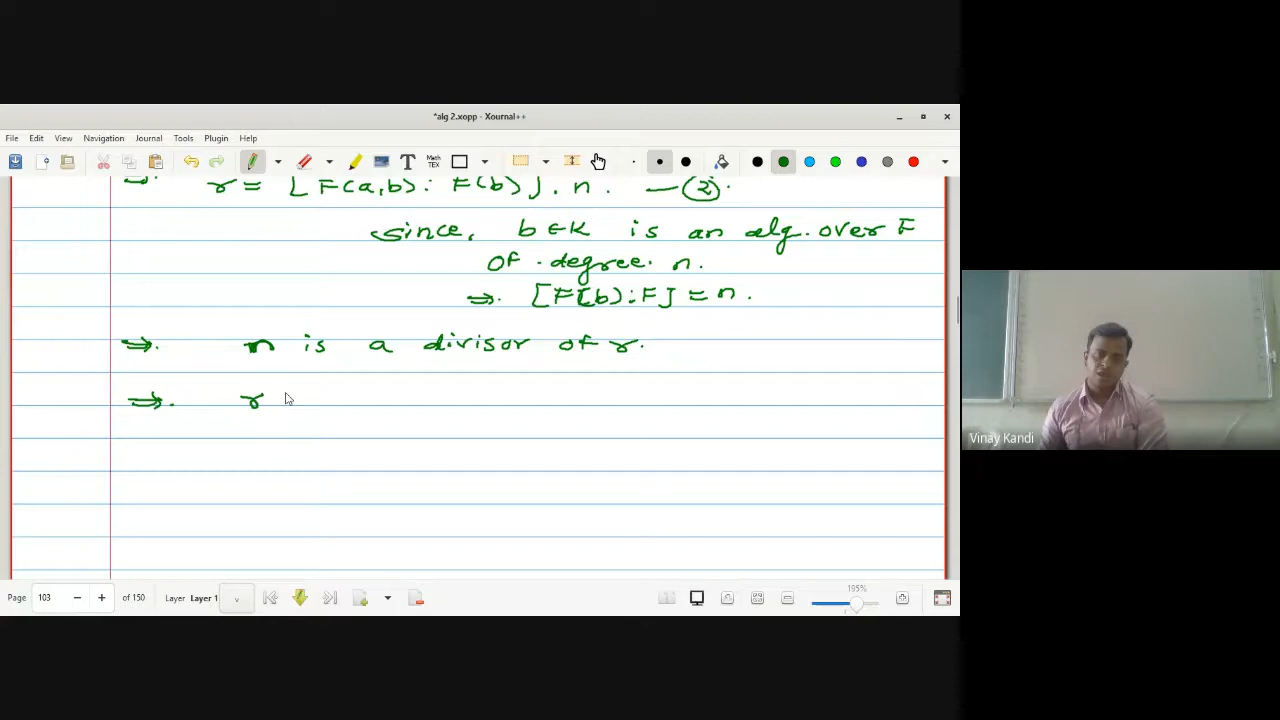 *alg 2.xopp - Xournal++
File Edit View Navigation Journal Tools Plugin Help
⇒. r = [F(a,b) : F(b)] . n. —(2).
since, b ∈ K is an alg. over F
of degree n.
⇒. [F(b) : F] = n.
⇒. n is a divisor of r.
⇒. r
Vinay Kandi
Page 103 of 150 Layer Layer 1 195%